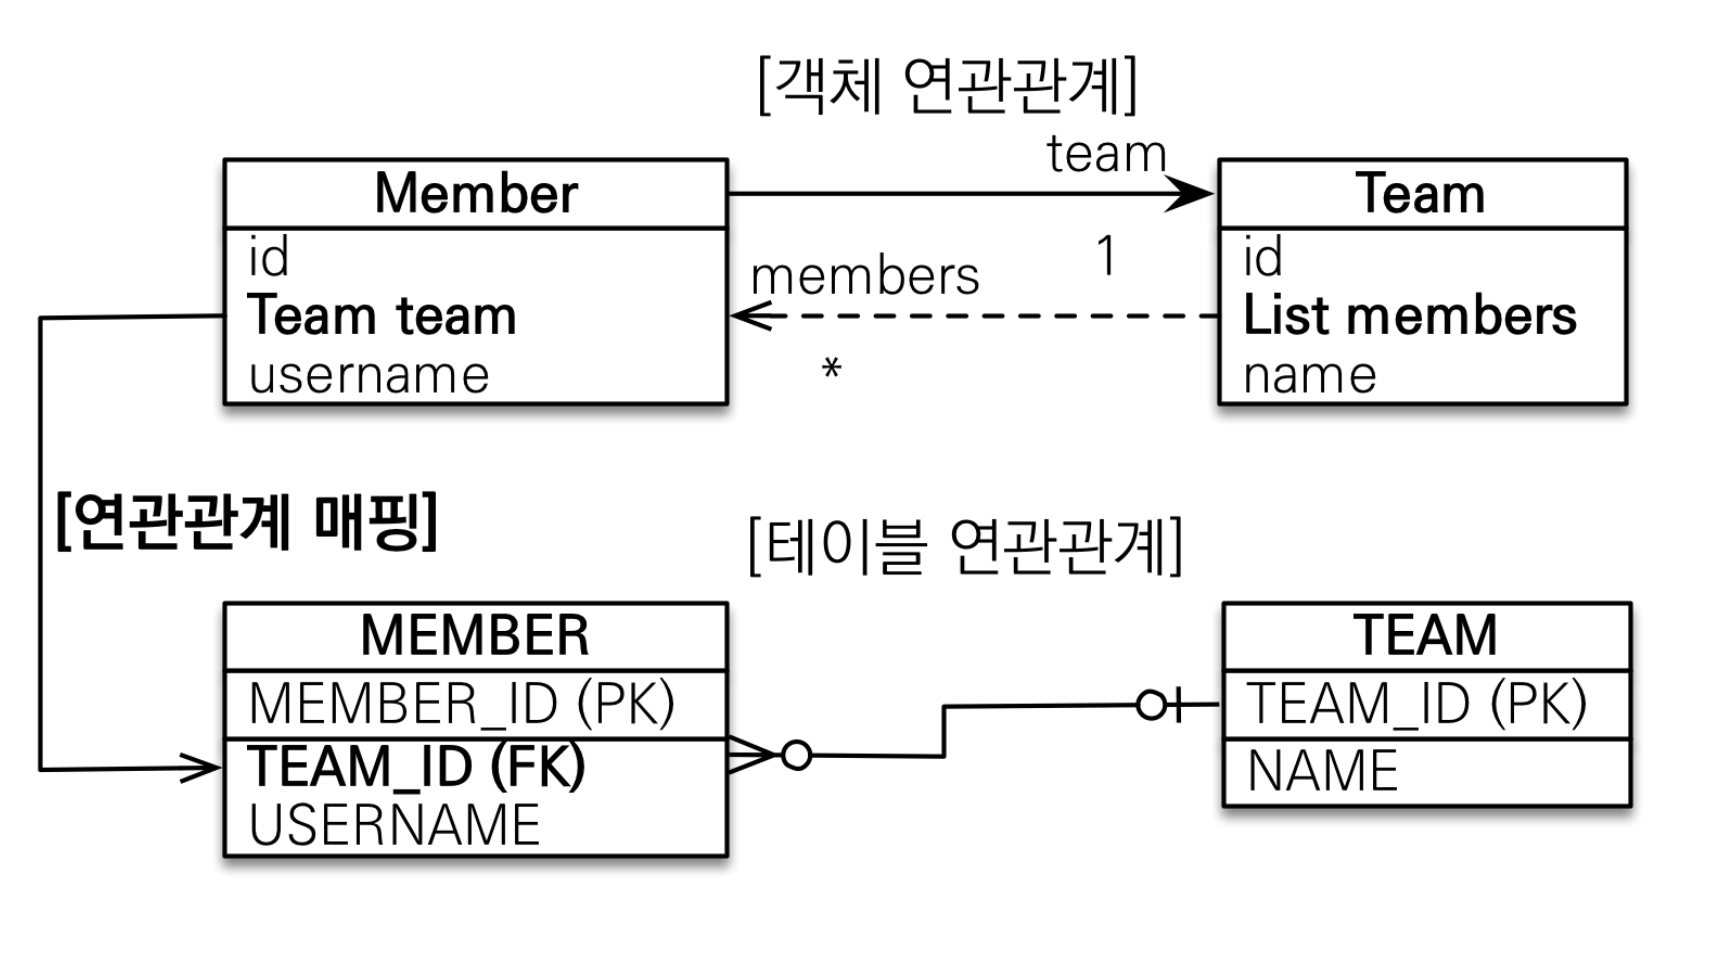 [객체 연관관계]
team
Member
Team
id
Team team
username
members
1
*
id
List members
name
[연관관계 매핑]
[테이블 연관관계]
MEMBER
MEMBER_ID (PK)
TEAM_ID (FK)
USERNAME
TEAM
TEAM_ID (PK)
NAME